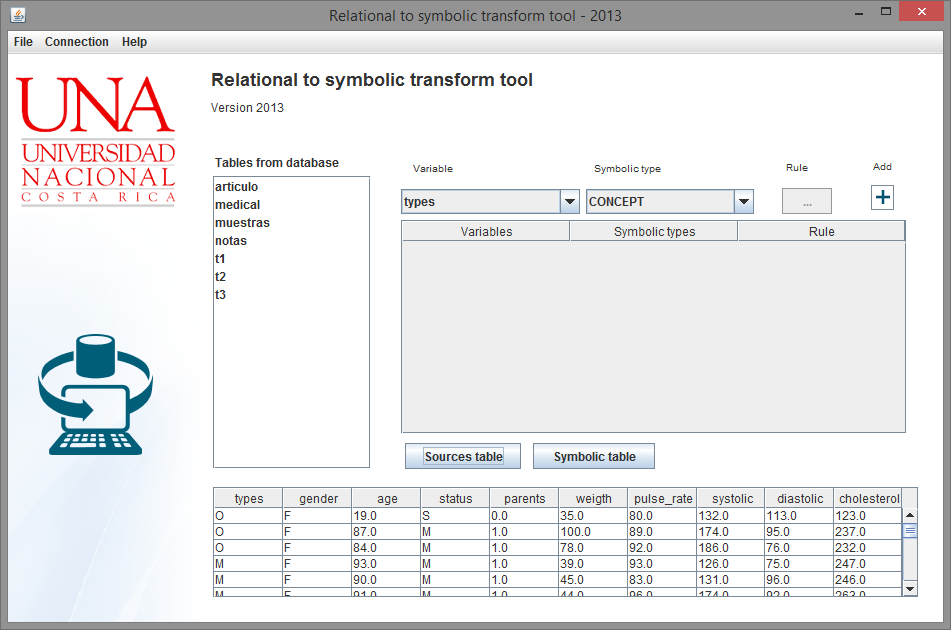 Relational to symbolic transform tool - 2013
File Connection Help
UNA
UNIVERSIDAD
NACIONAL
COSTA RICA
Relational to symbolic transform tool
Version 2013
Tables from database
articulo
medical
muestras
notas
t1
t2
t3
Variable Symbolic type Rule Add
types CONCEPT ... +
Variables Symbolic types Rule
Sources table Symbolic table
types gender age status parents weigth pulse_rate systolic diastolic cholesterol
O F 19.0 S 0.0 35.0 80.0 132.0 113.0 123.0
O F 87.0 M 1.0 100.0 89.0 174.0 95.0 237.0
O F 84.0 M 1.0 78.0 92.0 186.0 76.0 232.0
M F 93.0 M 1.0 39.0 93.0 126.0 75.0 247.0
M F 90.0 M 1.0 45.0 83.0 131.0 96.0 246.0
M F 91.0 M 1.0 44.0 96.0 174.0 92.0 263.0